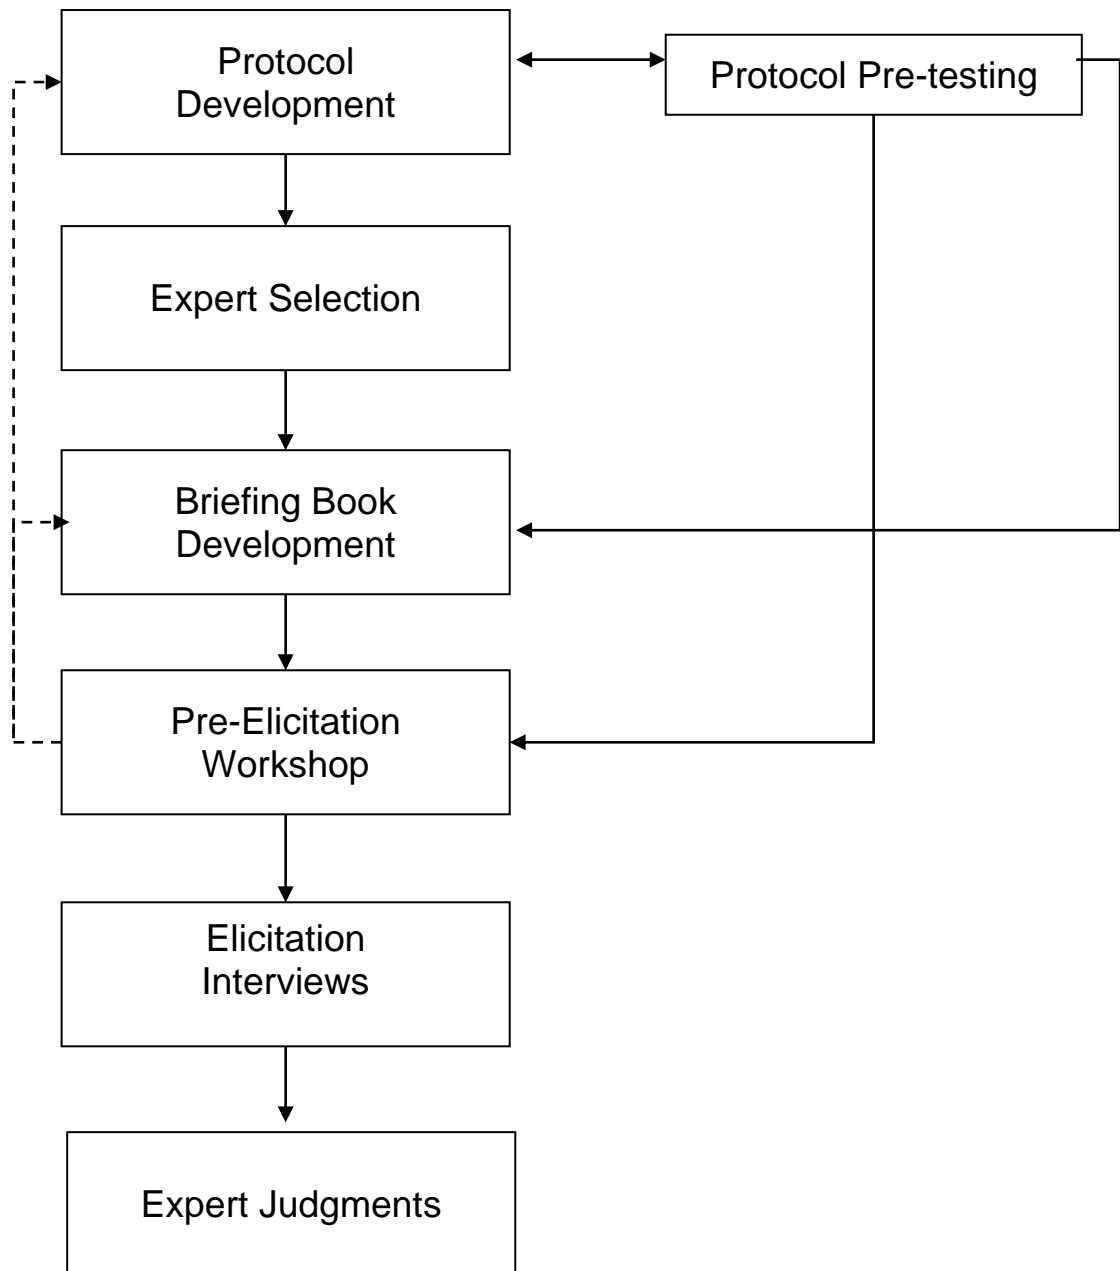 Protocol
Development
Protocol Pre-testing
Expert Selection
Briefing Book
Development
Pre-Elicitation
Workshop
Elicitation
Interviews
Expert Judgments